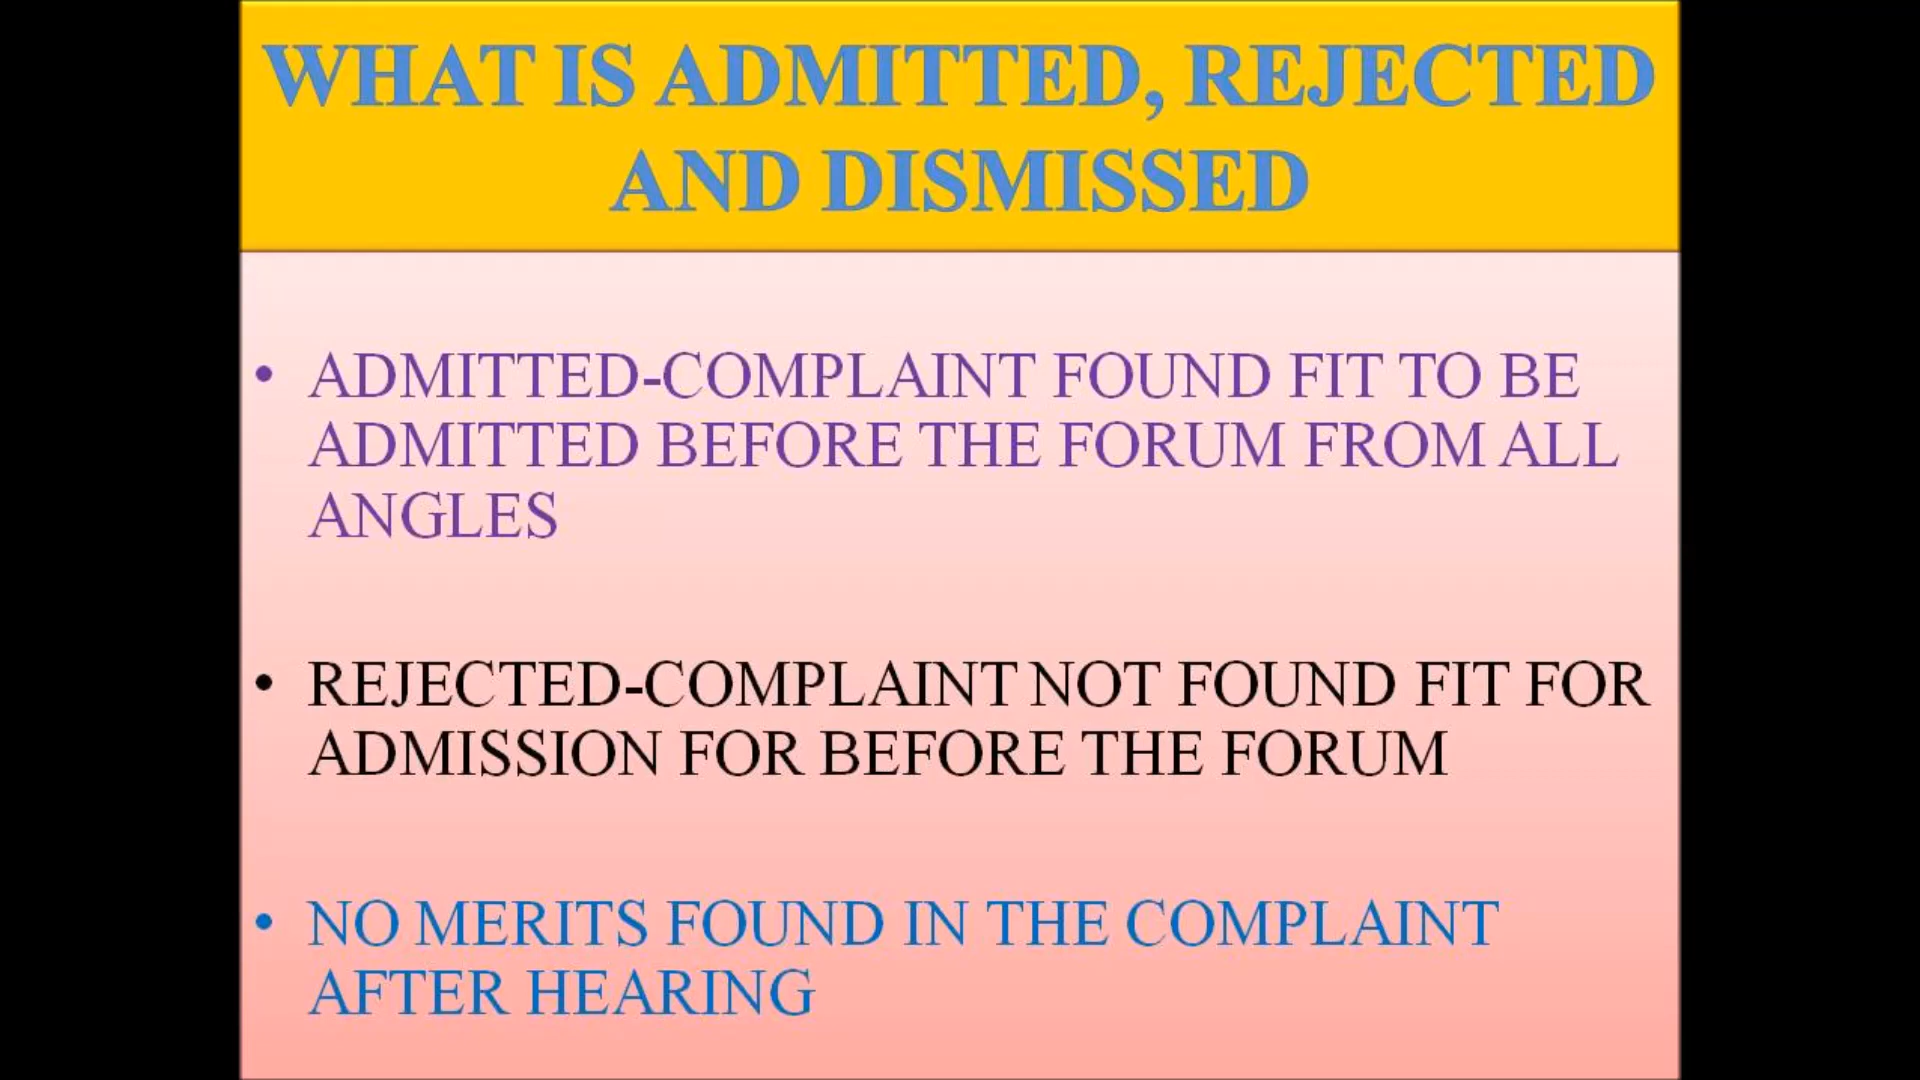 WHAT IS ADMITTED, REJECTED
AND DISMISSED
• ADMITTED-COMPLAINT FOUND FIT TO BE
ADMITTED BEFORE THE FORUM FROM ALL
ANGLES
• REJECTED-COMPLAINT NOT FOUND FIT FOR
ADMISSION FOR BEFORE THE FORUM
• NO MERITS FOUND IN THE COMPLAINT
AFTER HEARING